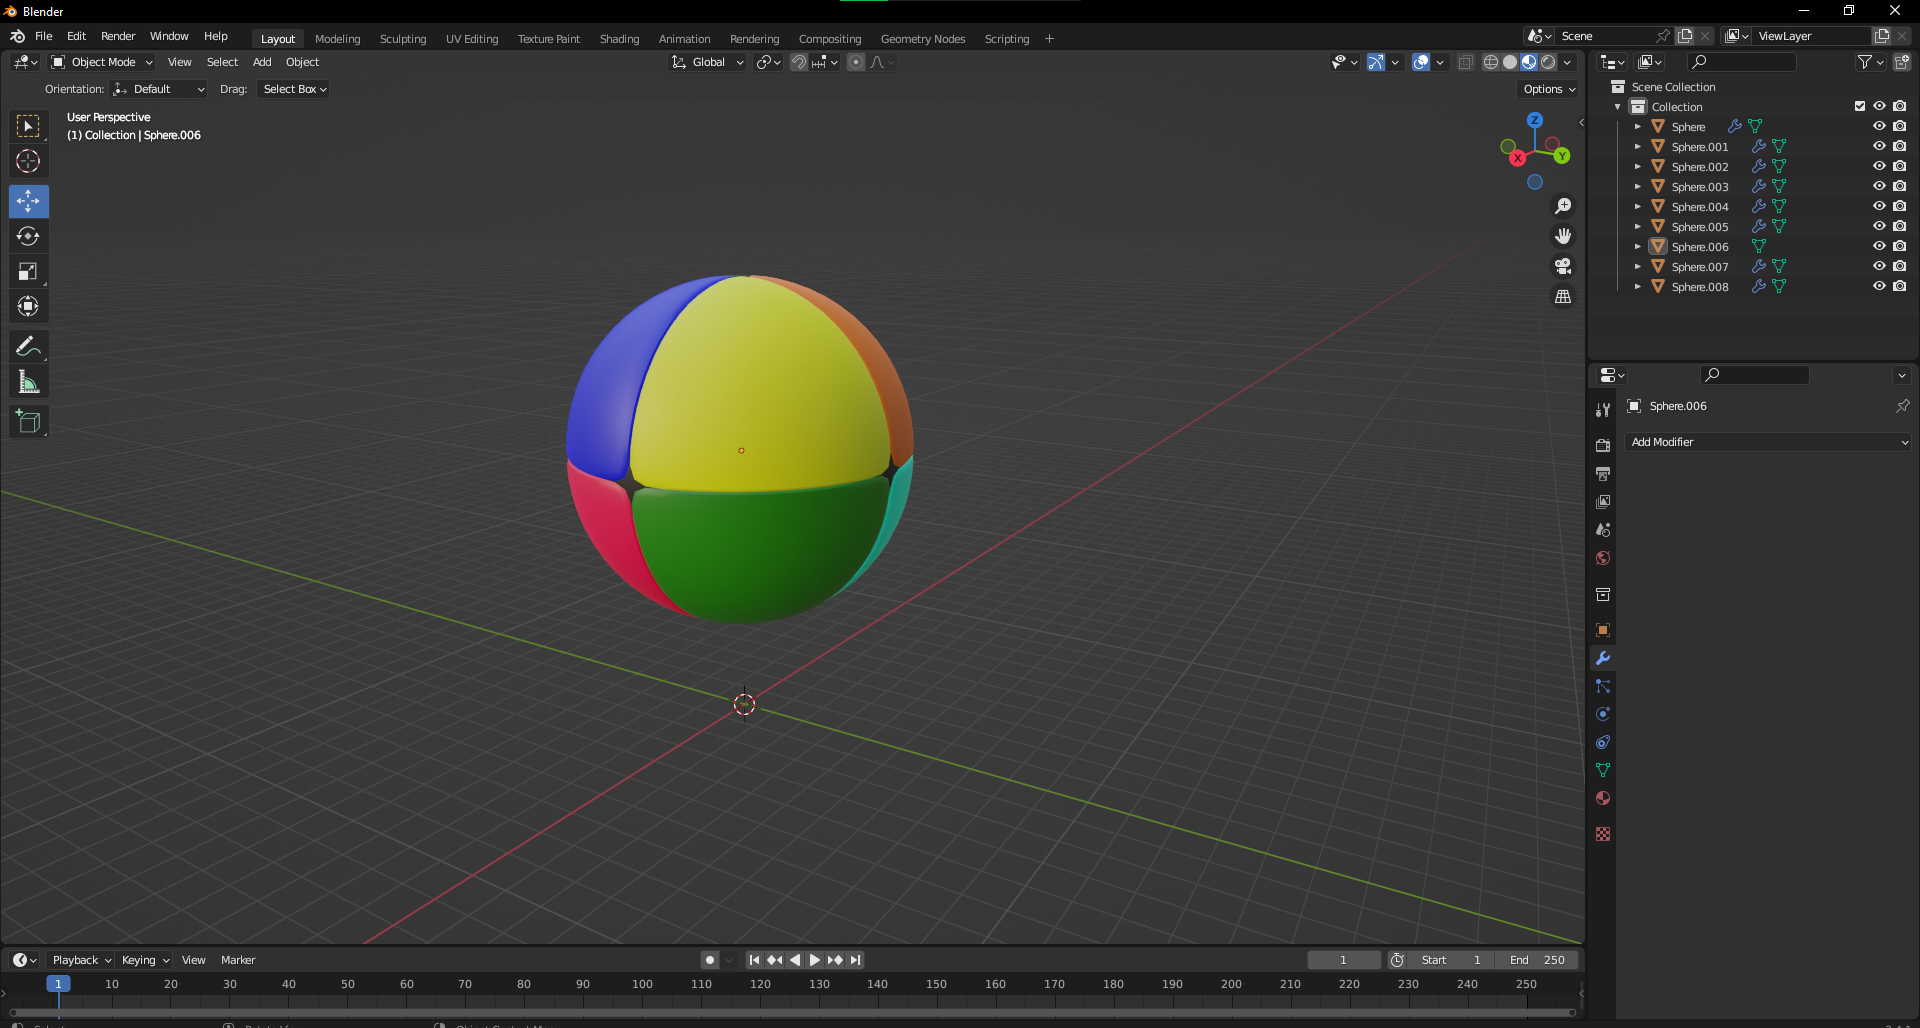 Blender
File Edit Render Window Help Layout Modeling Sculpting UV Editing Texture Paint Shading Animation Rendering Compositing Geometry Nodes Scripting + Scene ViewLayer
Object Mode View Select Add Object Global
Orientation: Default Drag: Select Box Options
User Perspective
(1) Collection | Sphere.006
Z
X
Y
Scene Collection
Collection
Sphere
Sphere.001
Sphere.002
Sphere.003
Sphere.004
Sphere.005
Sphere.006
Sphere.007
Sphere.008
Sphere.006
Add Modifier
Playback Keying View Marker 1 Start 1 End 250
1 10 20 30 40 50 60 70 80 90 100 110 120 130 140 150 160 170 180 190 200 210 220 230 240 250